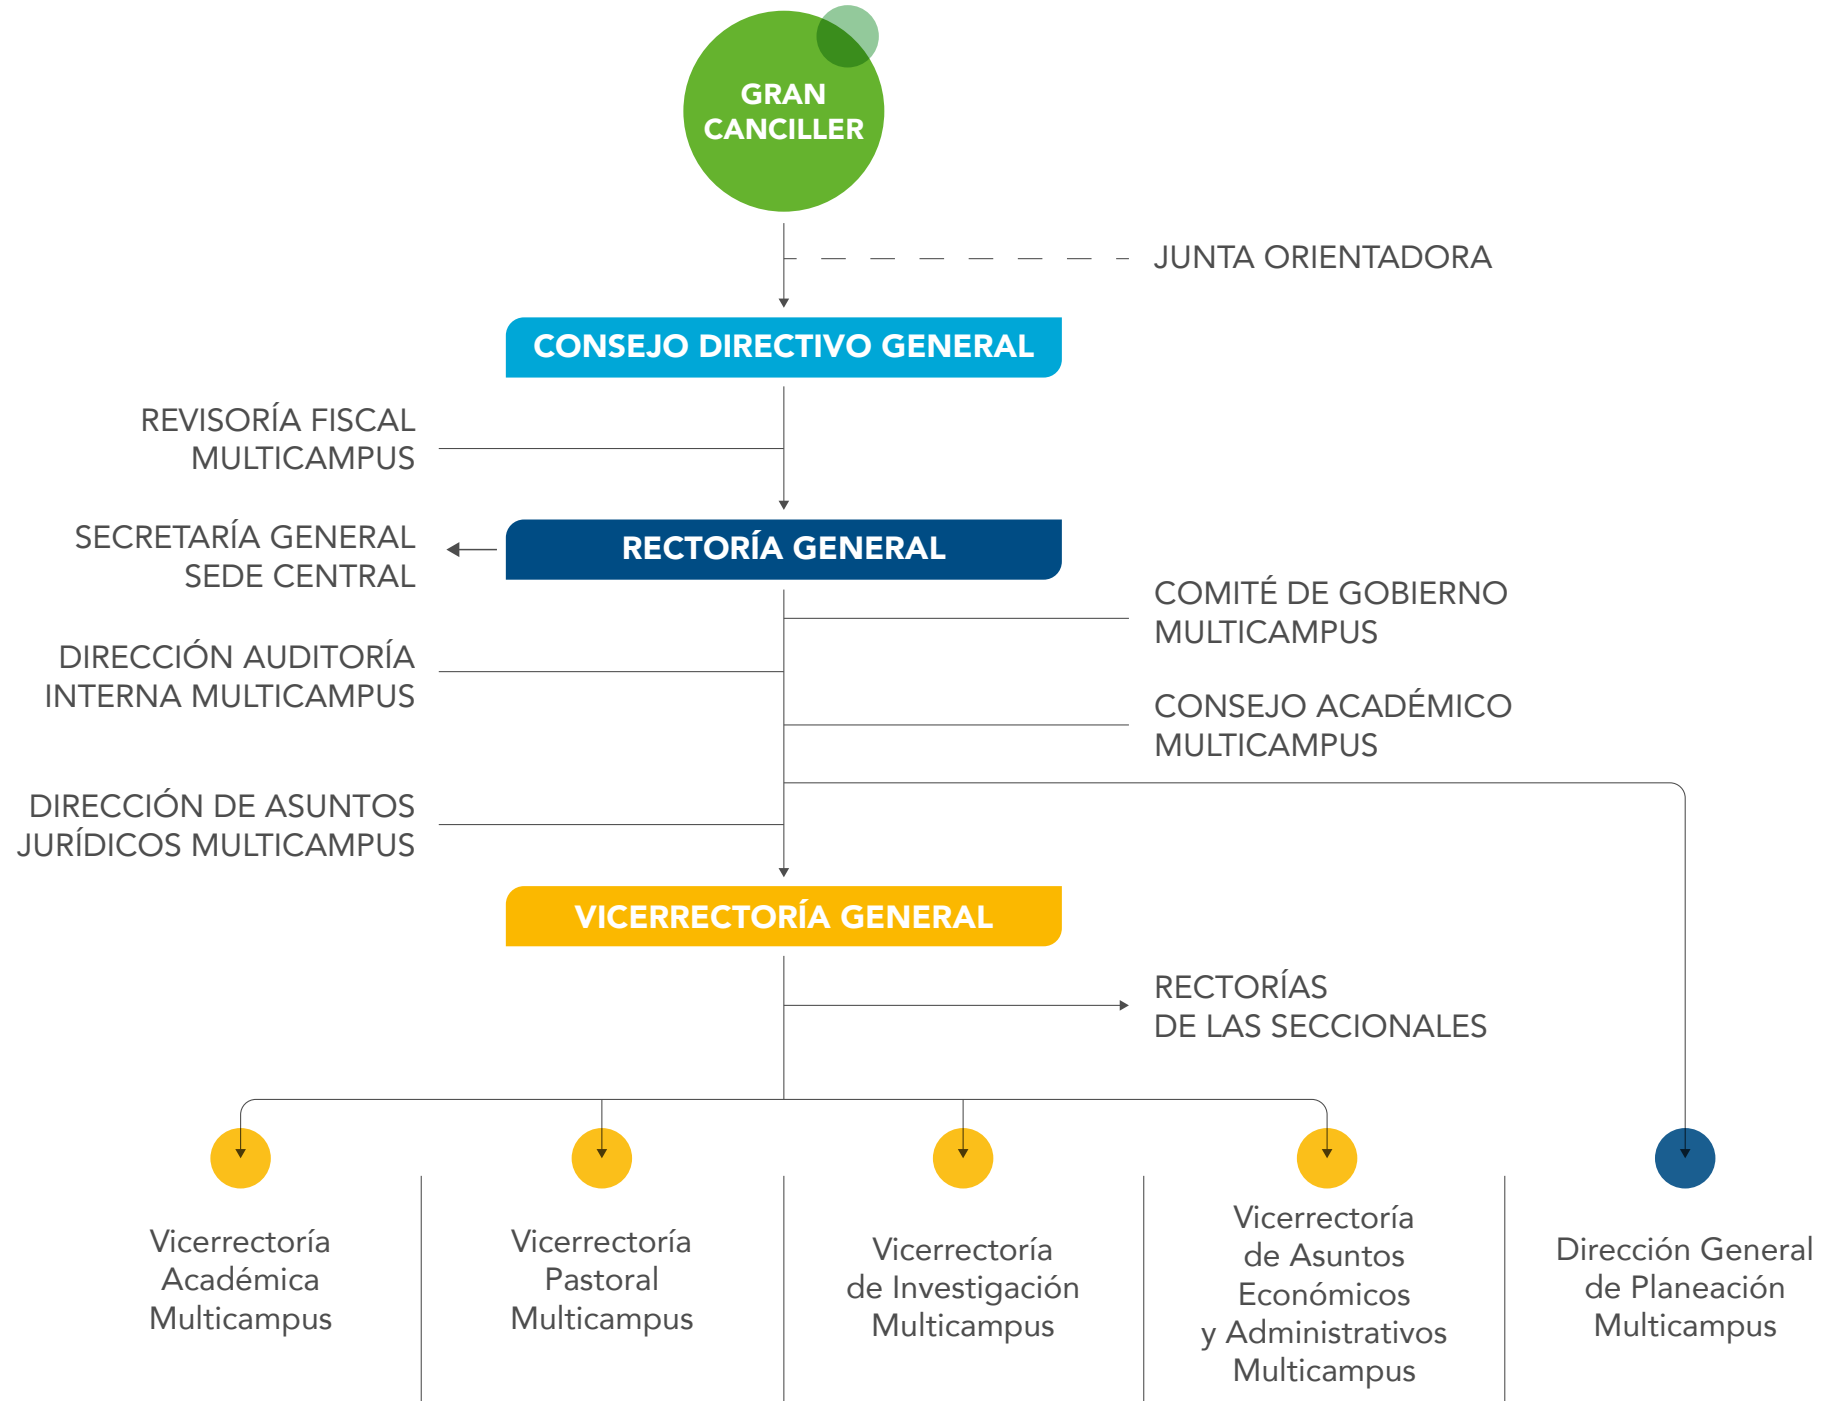 GRAN
CANCILLER
JUNTA ORIENTADORA
CONSEJO DIRECTIVO GENERAL
REVISORÍA FISCAL
MULTICAMPUS
SECRETARÍA GENERAL
SEDE CENTRAL
RECTORÍA GENERAL
COMITÉ DE GOBIERNO
MULTICAMPUS
DIRECCIÓN AUDITORÍA
INTERNA MULTICAMPUS
CONSEJO ACADÉMICO
MULTICAMPUS
DIRECCIÓN DE ASUNTOS
JURÍDICOS MULTICAMPUS
VICERRECTORÍA GENERAL
RECTORÍAS
DE LAS SECCIONALES
Vicerrectoría
Académica
Multicampus
Vicerrectoría
Pastoral
Multicampus
Vicerrectoría
de Investigación
Multicampus
Vicerrectoría
de Asuntos
Económicos
y Administrativos
Multicampus
Dirección General
de Planeación
Multicampus